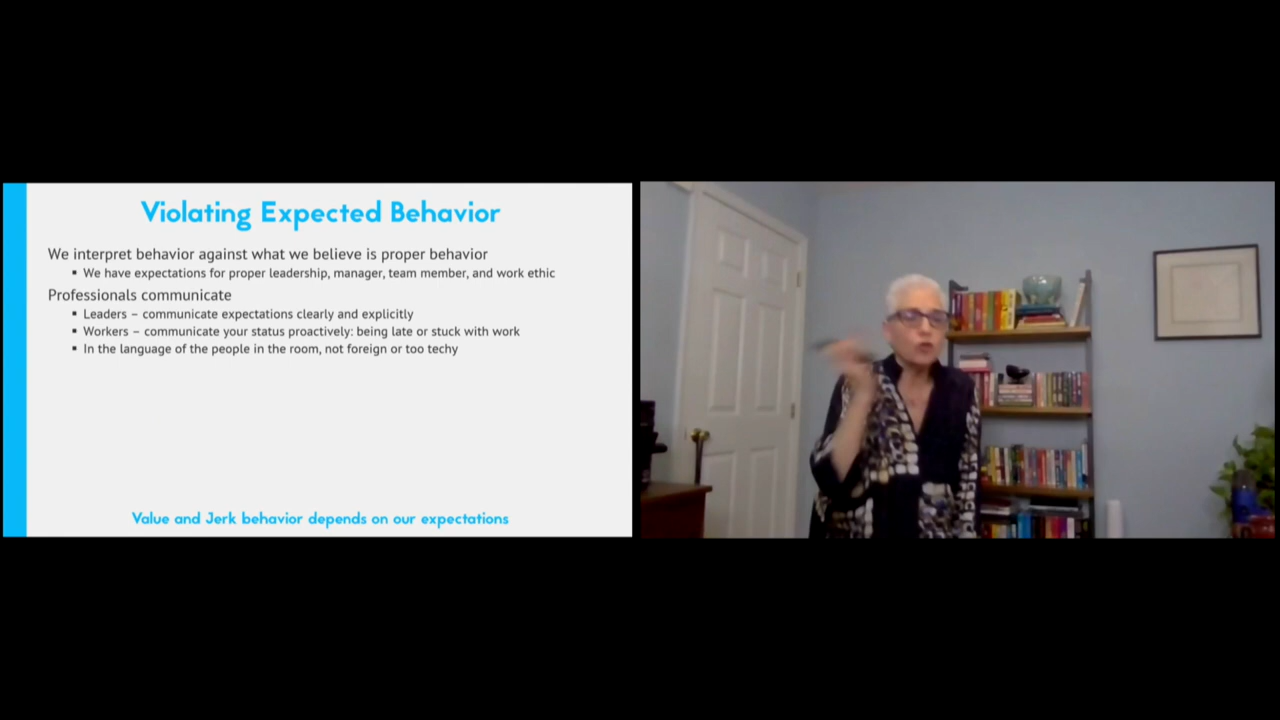 Violating Expected Behavior
We interpret behavior against what we believe is proper behavior
▪ We have expectations for proper leadership, manager, team member, and work ethic
Professionals communicate
▪ Leaders – communicate expectations clearly and explicitly
▪ Workers – communicate your status proactively: being late or stuck with work
▪ In the language of the people in the room, not foreign or too techy
Value and Jerk behavior depends on our expectations